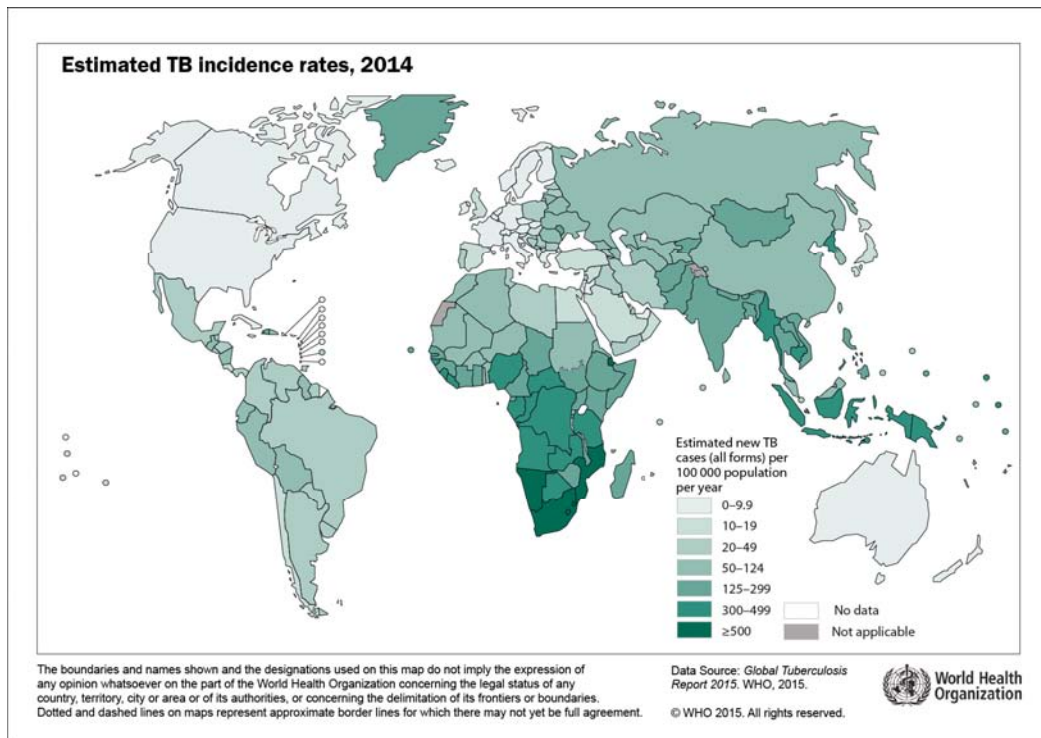 Estimated TB incidence rates, 2014
Estimated new TB
cases (all forms) per
100 000 population
per year
0–9.9
10–19
20–49
50–124
125–299
300–499
≥500
No data
Not applicable
The boundaries and names shown and the designations used on this map do not imply the expression of
any opinion whatsoever on the part of the World Health Organization concerning the legal status of any
country, territory, city or area or of its authorities, or concerning the delimitation of its frontiers or boundaries.
Dotted and dashed lines on maps represent approximate border lines for which there may not yet be full agreement.
Data Source: Global Tuberculosis
Report 2015. WHO, 2015.
© WHO 2015. All rights reserved.
World Health
Organization